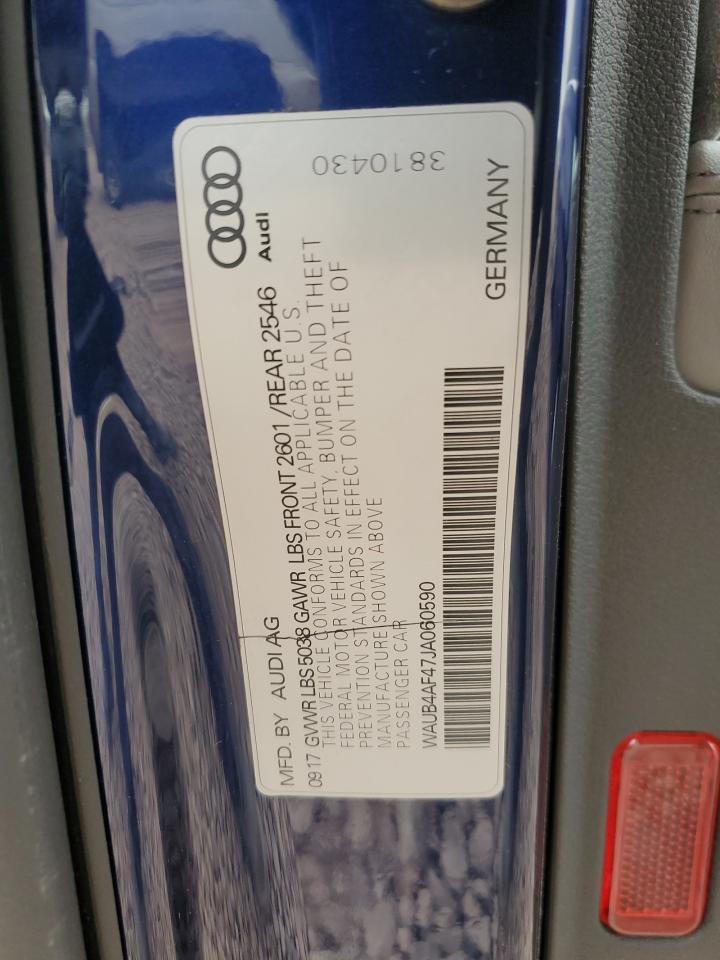 Audi
3810430
MFD. BY AUDI AG
09 17 GVWR LBS 5038 GAWR LBS FRONT 2601 /REAR 2546
THIS VEHICLE CONFORMS TO ALL APPLICABLE U.S.
FEDERAL MOTOR VEHICLE SAFETY, BUMPER AND THEFT
PREVENTION STANDARDS IN EFFECT ON THE DATE OF
MANUFACTURE SHOWN ABOVE
PASSENGER CAR
WAUB4AF47JA060590
GERMANY